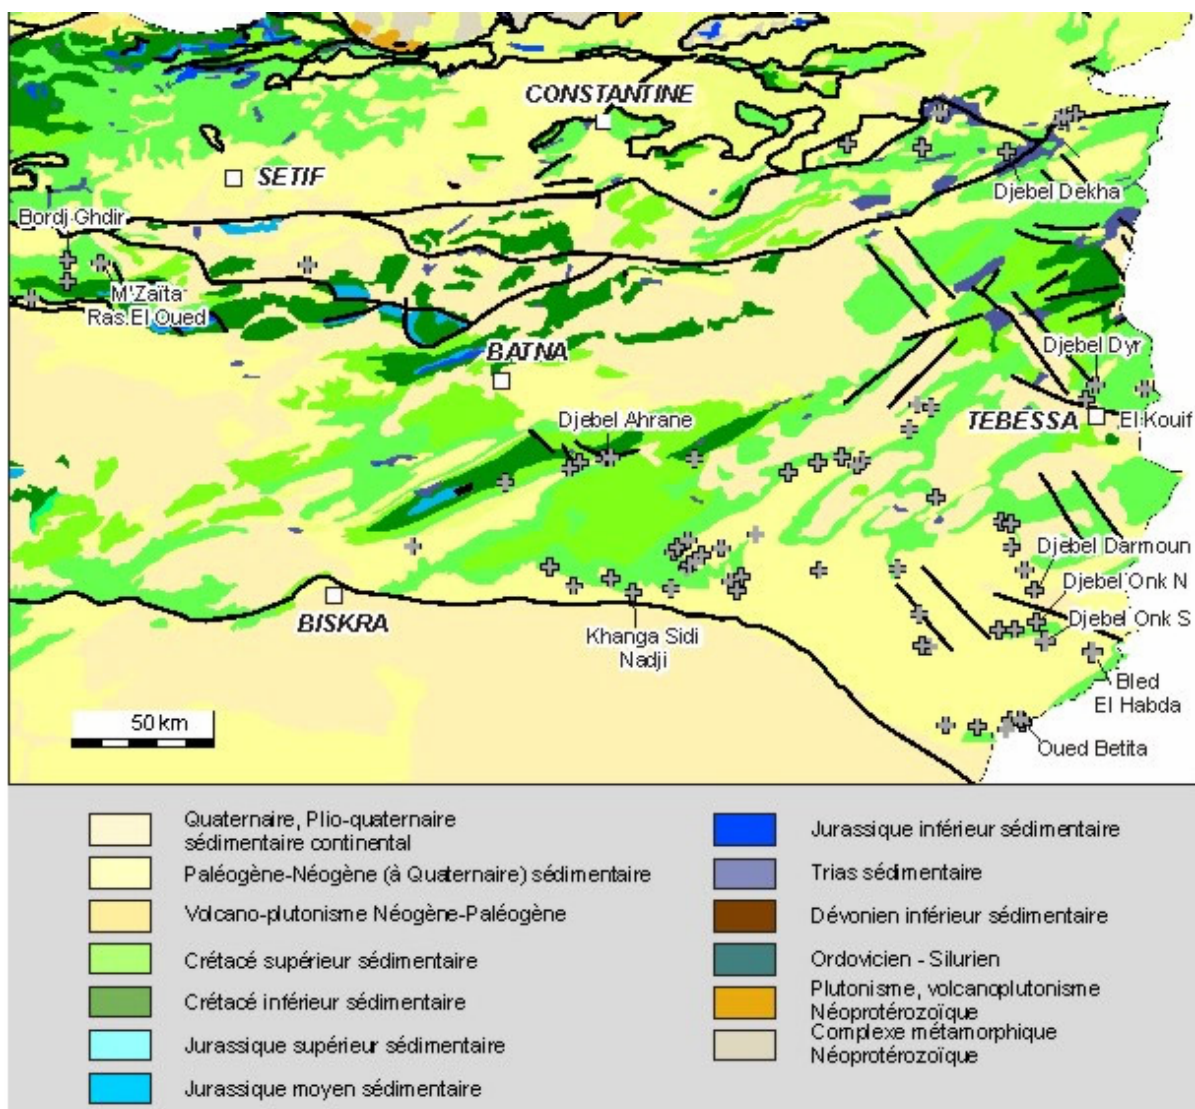 CONSTANTINE
SETIF
Djebel Dekha
Bordj Ghdir
M'Zaïta
Ras El Oued
BATNA
Djebel Dyr
Djebel Ahrane
TEBESSA
El Kouif
Djebel Darmoun
Djebel Onk N
Djebel Onk S
BISKRA
Khanga Sidi
Nadji
Bled
El Habda
50 km
Oued Betita
Quaternaire, Plio-quaternaire
sédimentaire continental
Paléogène-Néogène (à Quaternaire) sédimentaire
Volcano-plutonisme Néogène-Paléogène
Crétacé supérieur sédimentaire
Crétacé inférieur sédimentaire
Jurassique supérieur sédimentaire
Jurassique moyen sédimentaire
Jurassique inférieur sédimentaire
Trias sédimentaire
Dévonien inférieur sédimentaire
Ordovicien - Silurien
Plutonisme, volcanoplutonisme
Néoprotérozoïque
Complexe métamorphique
Néoprotérozoïque